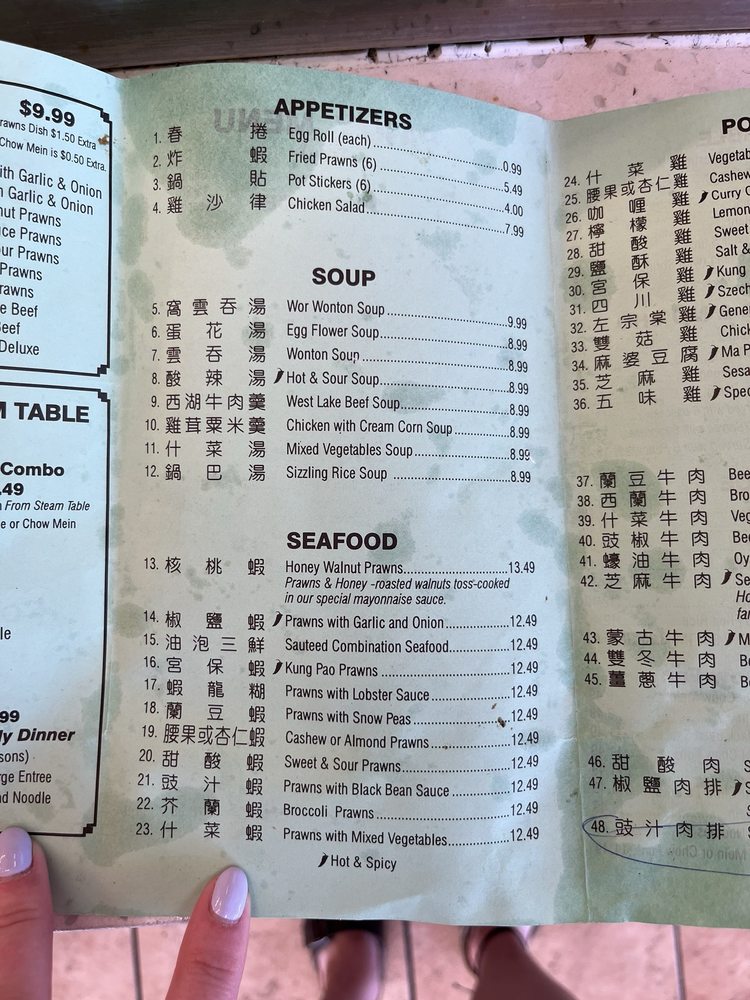 $9.99
rawns Dish $1.50 Extra
Chow Mein is $0.50 Extra.
ith Garlic & Onion
h Garlic & Onion
nut Prawns
uce Prawns
our Prawns
Prawns
rawns
e Beef
Beef
Deluxe
M TABLE
Combo
.49
From Steam Table
e or Chow Mein
le
99
ly Dinner
sons)
rge Entree
nd Noodle
APPETIZERS
1. 春捲 Egg Roll (each) 0.99
2. 炸蝦 Fried Prawns (6) 5.49
3. 鍋貼 Pot Stickers (6) 4.00
4. 雞沙律 Chicken Salad 7.99
SOUP
5. 窩雲吞湯 Wor Wonton Soup 9.99
6. 蛋花湯 Egg Flower Soup 8.99
7. 雲吞湯 Wonton Soup 8.99
8. 酸辣湯 Hot & Sour Soup 8.99
9. 西湖牛肉羹 West Lake Beef Soup 8.99
10. 雞茸粟米羹 Chicken with Cream Corn Soup 8.99
11. 什菜湯 Mixed Vegetables Soup 8.99
12. 鍋巴湯 Sizzling Rice Soup 8.99
SEAFOOD
13. 核桃蝦 Honey Walnut Prawns 13.49
Prawns & Honey -roasted walnuts toss-cooked
in our special mayonnaise sauce.
14. 椒鹽蝦 Prawns with Garlic and Onion 12.49
15. 油泡三鮮 Sauteed Combination Seafood 12.49
16. 宮保蝦 Kung Pao Prawns 12.49
17. 蝦龍糊 Prawns with Lobster Sauce 12.49
18. 蘭豆蝦 Prawns with Snow Peas 12.49
19. 腰果或杏仁蝦 Cashew or Almond Prawns 12.49
20. 甜酸蝦 Sweet & Sour Prawns 12.49
21. 豉汁蝦 Prawns with Black Bean Sauce 12.49
22. 芥蘭蝦 Broccoli Prawns 12.49
23. 什菜蝦 Prawns with Mixed Vegetables 12.49
Hot & Spicy
PO
24. 什菜雞 Vegetab
25. 腰果或杏仁雞 Cashew
26. 咖喱雞 Curry C
27. 檸檬雞 Lemon
28. 甜酸雞 Sweet
29. 鹽酥雞 Salt &
30. 宮保雞 Kung
31. 四川雞 Szech
32. 左宗棠雞 Gener
33. 雙菇雞 Chick
34. 麻婆豆腐 Ma P
35. 芝麻雞 Sesa
36. 五味雞 Spec
37. 蘭豆牛肉 Bee
38. 西蘭牛肉 Bro
39. 什菜牛肉 Veg
40. 豉椒牛肉 Bee
41. 蠔油牛肉 Oy
42. 芝麻牛肉 Se
Ho
far
43. 蒙古牛肉 M
44. 雙冬牛肉 Be
45. 薑蔥牛肉 Be
46. 甜酸肉 S
47. 椒鹽肉排 S
48. 豉汁肉排